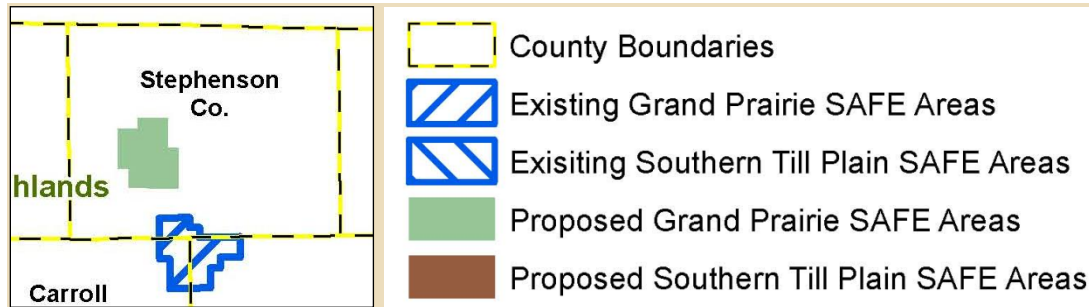 Stephenson
Co.
hlands
Carroll
County Boundaries
Existing Grand Prairie SAFE Areas
Exisiting Southern Till Plain SAFE Areas
Proposed Grand Prairie SAFE Areas
Proposed Southern Till Plain SAFE Areas